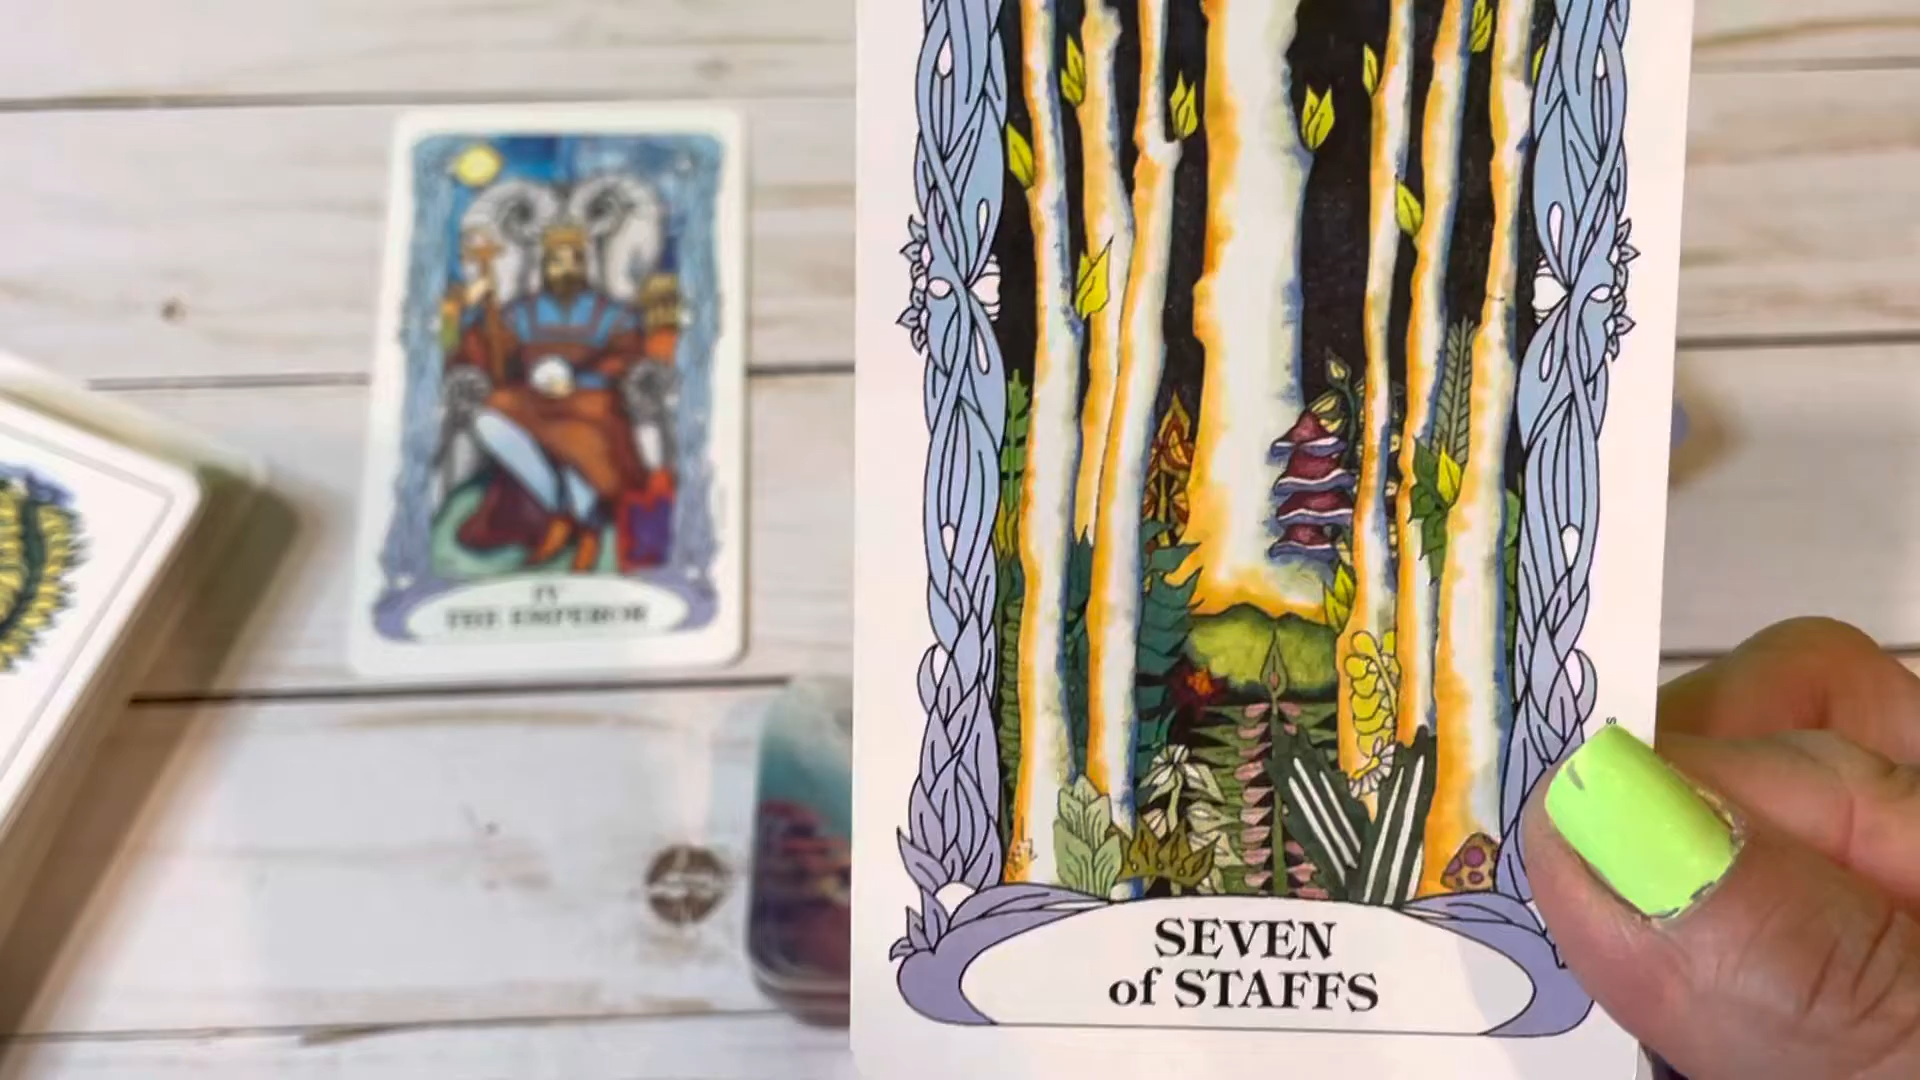 IV
THE EMPEROR
SEVEN
of STAFFS